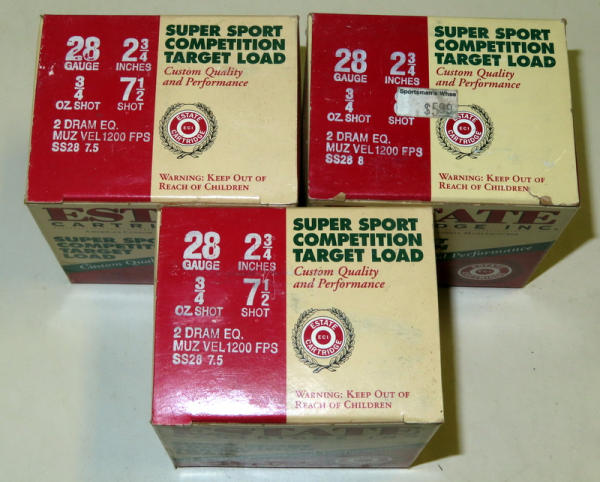 28
GAUGE
2 3/4
INCHES
3/4
OZ. SHOT
7 1/2
SHOT
2 DRAM EQ.
MUZ VEL 1200 FPS
SS28 7.5
SUPER SPORT
COMPETITION
TARGET LOAD
Custom Quality
and Performance
ESTATE
ECI
CARTRIDGE
WARNING: KEEP OUT OF
REACH OF CHILDREN
SUPER SPORT
COMPETITION
28
GAUGE
2 3/4
INCHES
3/4
OZ. SHOT
SHOT
2 DRAM EQ.
MUZ VEL 1200 FPS
SS28 8
Sportsman's Whse
$5.99
SUPER SPORT
COMPETITION
TARGET LOAD
Custom Quality
and Performance
ECI
CARTRIDGE
WARNING: KEEP OUT OF
REACH OF CHILDREN
INC.
and Performance
28
GAUGE
2 3/4
INCHES
3/4
OZ. SHOT
7 1/2
SHOT
2 DRAM EQ.
MUZ VEL 1200 FPS
SS28 7.5
SUPER SPORT
COMPETITION
TARGET LOAD
Custom Quality
and Performance
ESTATE
ECI
CARTRIDGE
WARNING: KEEP OUT OF
REACH OF CHILDREN
ESTATE